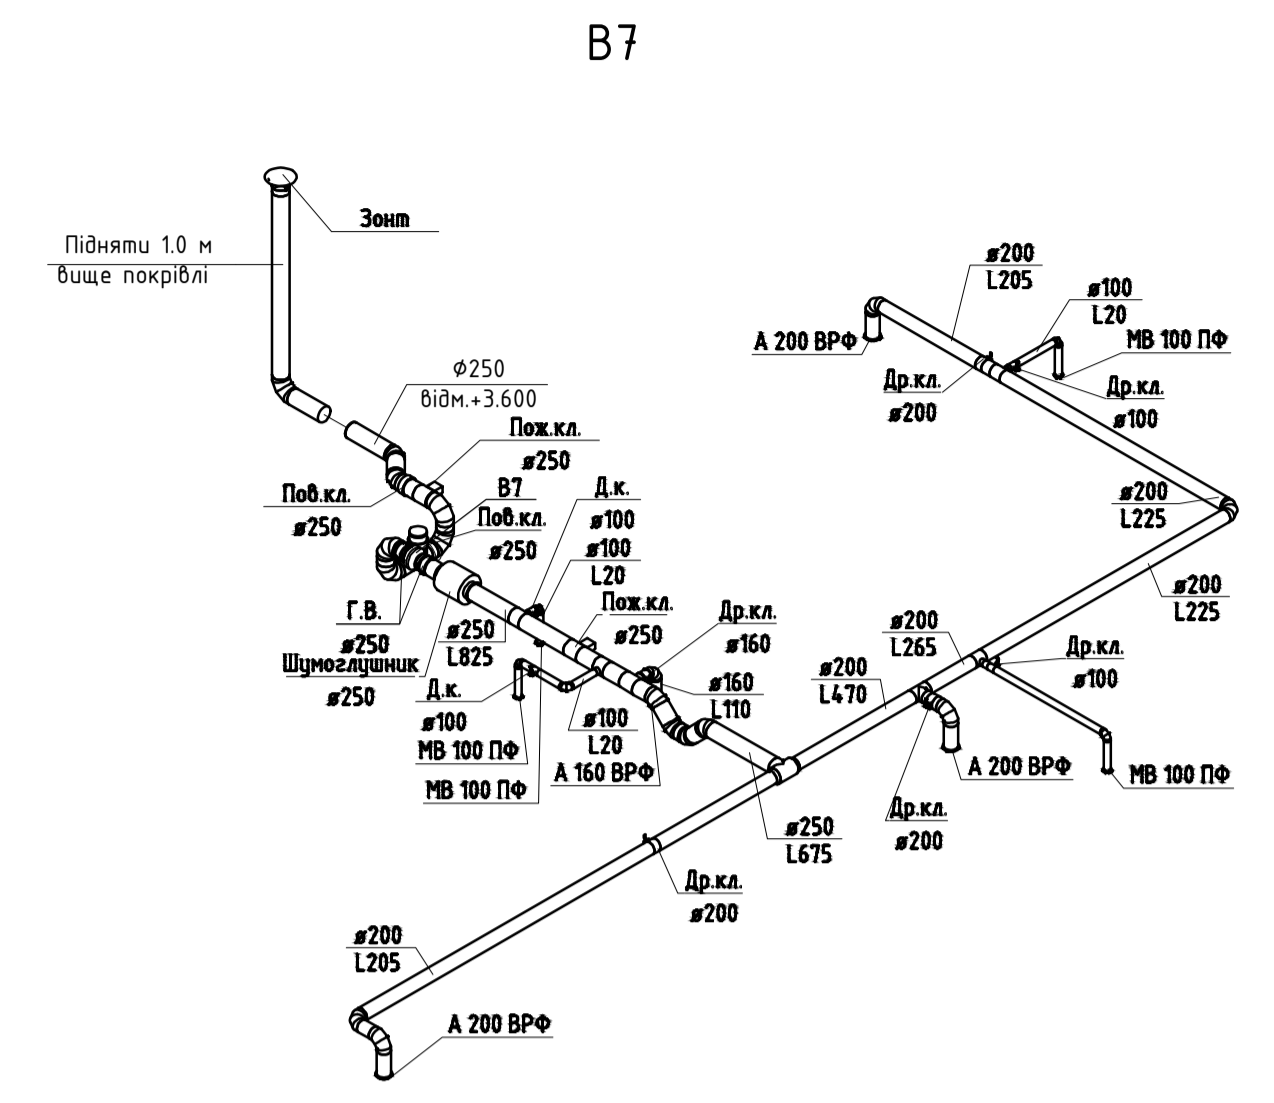 В7
Зонт
Підняти 1.0 м
вище покрівлі
ø200
L205
ø100
L20
А 200 ВРФ
МВ 100 ПФ
Др.кл.
ø200
Др.кл.
ø100
Ф250
відм.+3.600
Пож.кл.
ø250
Пов.кл.
ø250
В7
Пов.кл.
ø250
Д.к.
ø100
ø100
L20
ø200
L225
Г.В.
ø250
Шумоглушник
ø250
ø250
L825
Пож.кл.
ø250
Др.кл.
ø160
ø200
L225
ø200
L265
Др.кл.
ø100
Д.к.
ø100
ø160
L110
ø200
L470
ø100
L20
МВ 100 ПФ
А 160 ВРФ
МВ 100 ПФ
А 200 ВРФ
МВ 100 ПФ
Др.кл.
ø200
ø250
L675
Др.кл.
ø200
ø200
L205
А 200 ВРФ